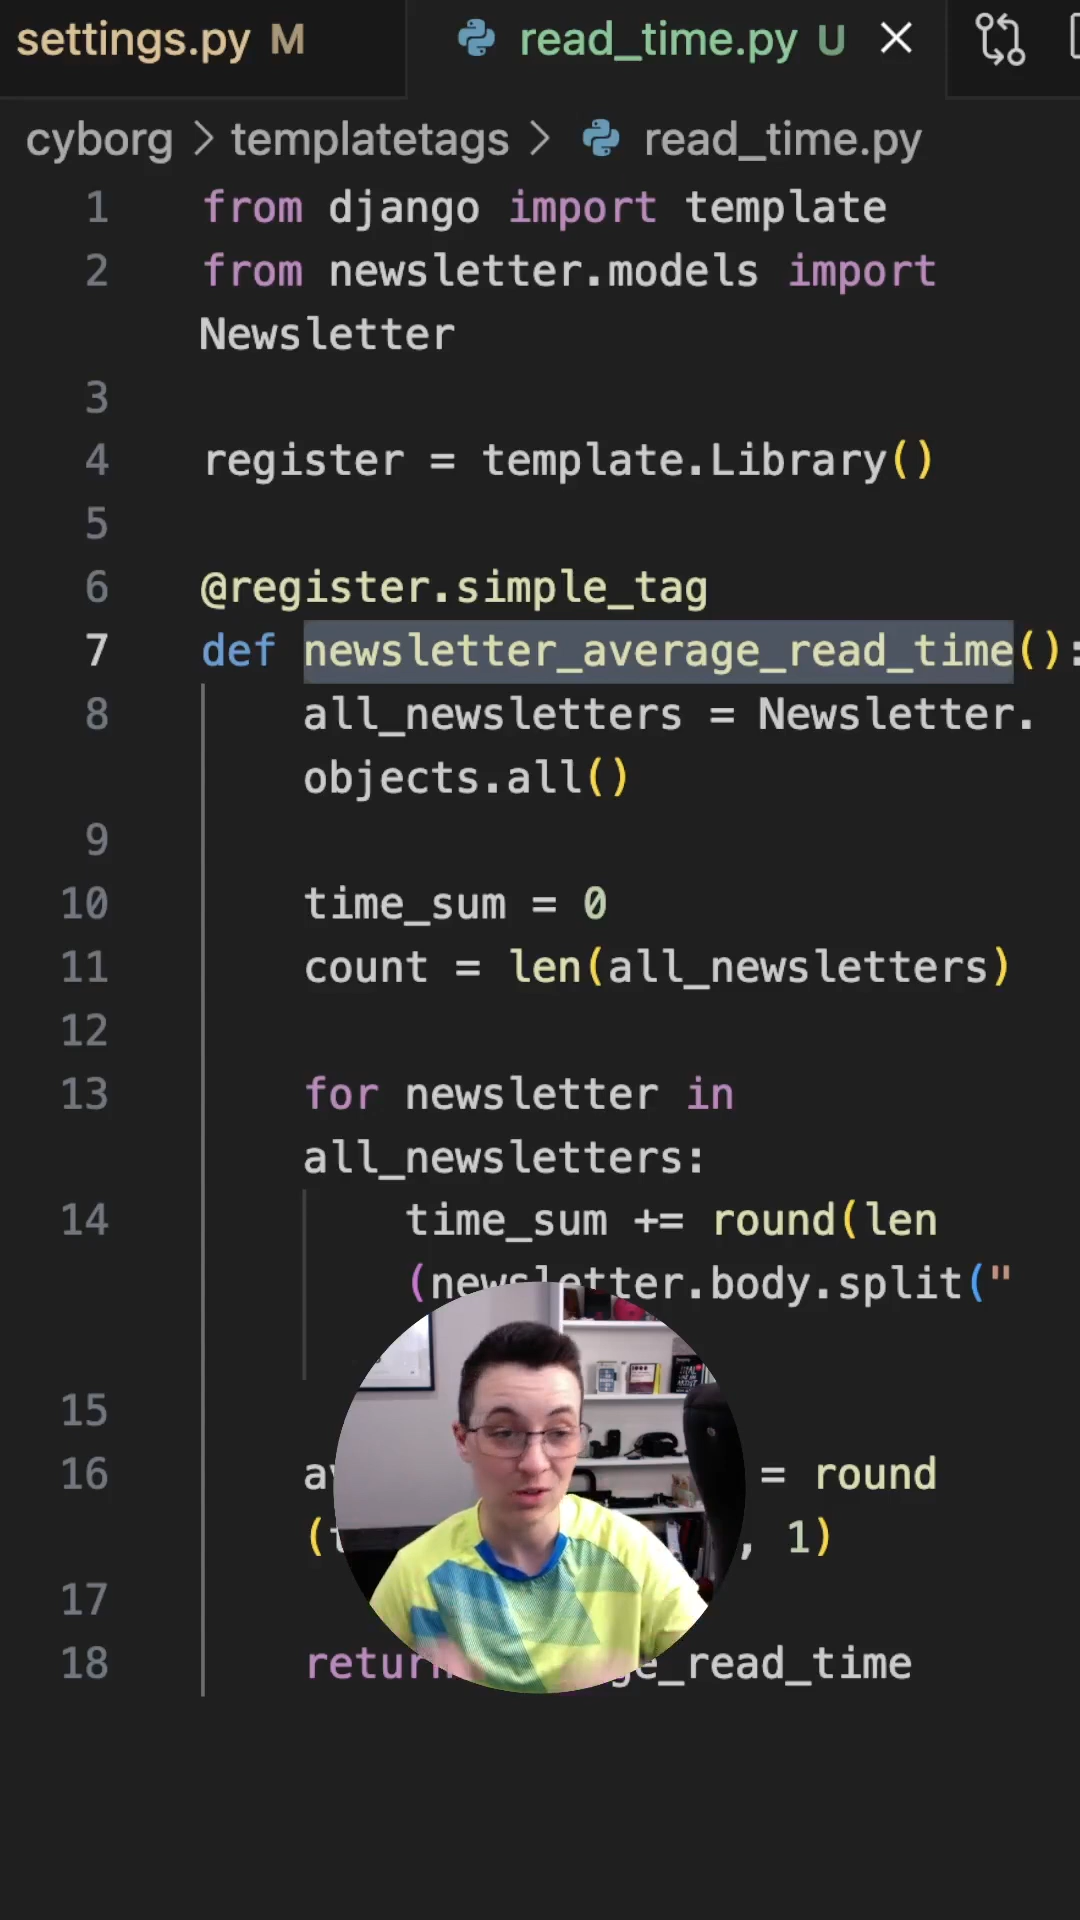 settings.py M
read_time.py U
cyborg > templatetags > read_time.py
1 from django import template
2 from newsletter.models import
Newsletter
3
4 register = template.Library()
5
6 @register.simple_tag
7 def newsletter_average_read_time():
8 all_newsletters = Newsletter.
objects.all()
9
10 time_sum = 0
11 count = len(all_newsletters)
12
13 for newsletter in
all_newsletters:
14 time_sum += round(len
(newsletter.body.split("
15
16 = round
, 1)
17
18 return _read_time